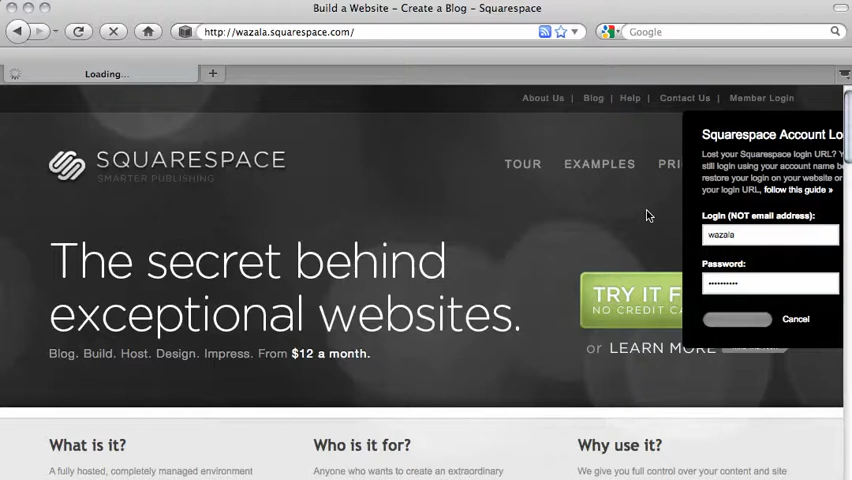 Build a Website – Create a Blog – Squarespace
http://wazala.squarespace.com/
Google
Loading...
About Us | Blog | Help | Contact Us | Member Login
SQUARESPACE
SMARTER PUBLISHING
TOUR EXAMPLES PRI
Squarespace Account Lo
Lost your Squarespace login URL? Y
still login using your account name be
restore your login on your website or
your login URL, follow this guide »
Login (NOT email address):
wazala
Password:
Cancel
The secret behind
exceptional websites.
Blog. Build. Host. Design. Impress. From $12 a month.
TRY IT F
NO CREDIT CA
or LEARN MORE
What is it?
A fully hosted, completely managed environment
Who is it for?
Anyone who wants to create an extraordinary
Why use it?
We give you full control over your content and site